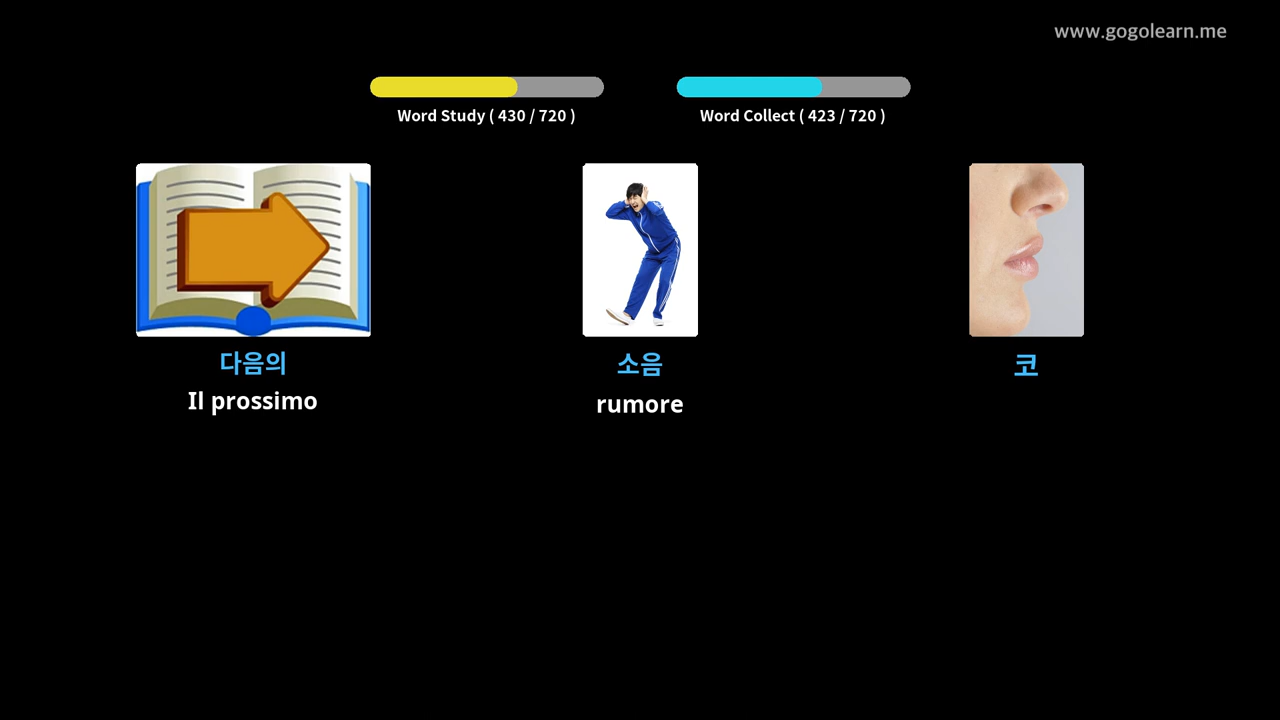 www.gogolearn.me
Word Study ( 430 / 720 )
Word Collect ( 423 / 720 )
다음의
소음
코
Il prossimo
rumore